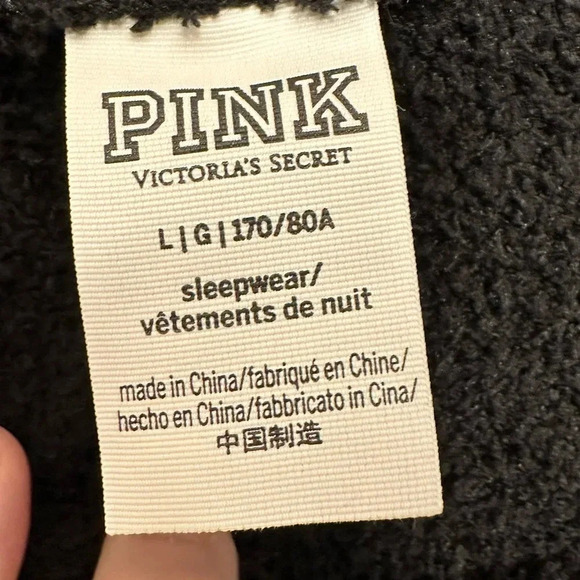 PINK
VICTORIA'S SECRET
L|G|170/80A
sleepwear/
vêtements de nuit
made in China/fabriqué en Chine/
hecho en China/fabbricato in Cina/
中国制造